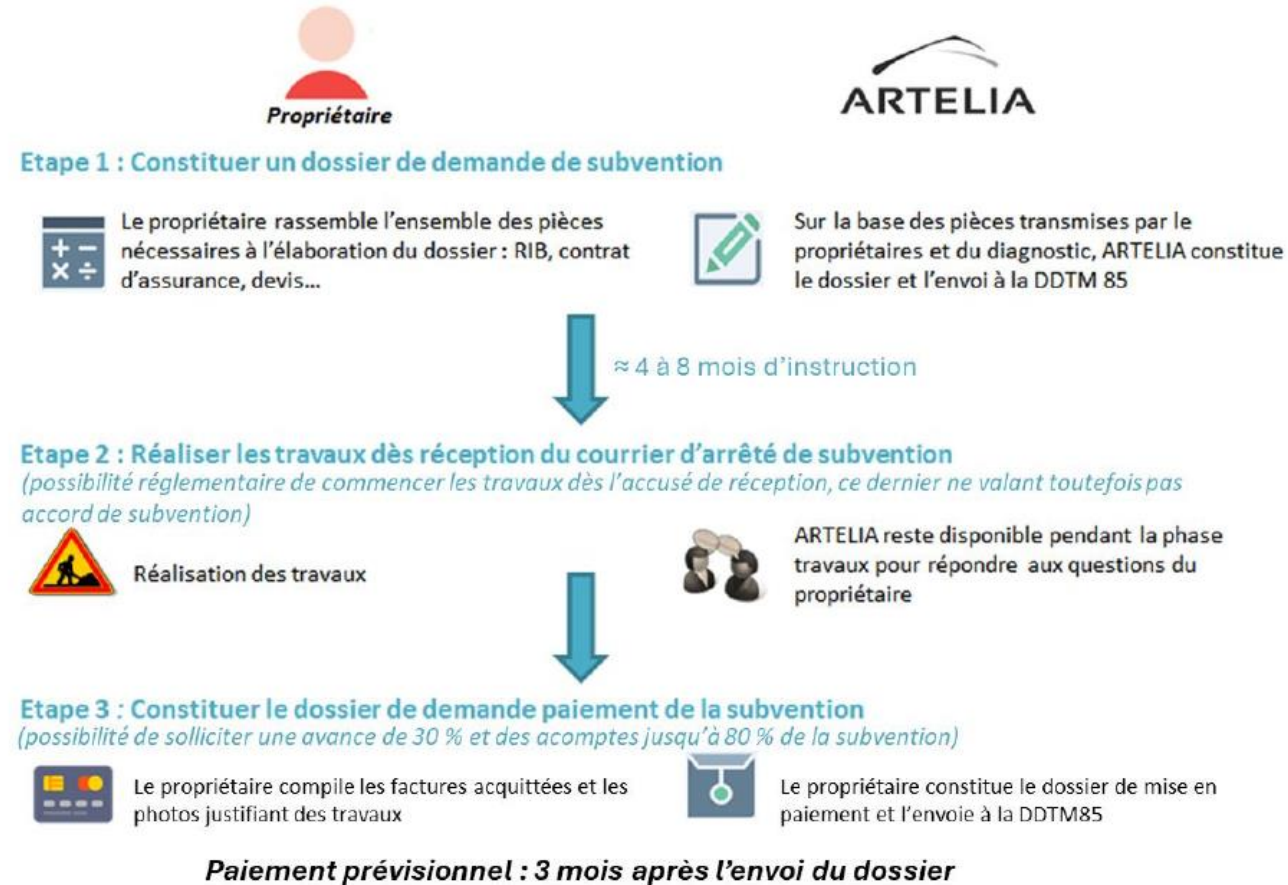 Propriétaire
ARTELIA
Etape 1 : Constituer un dossier de demande de subvention
Le propriétaire rassemble l'ensemble des pièces
nécessaires à l'élaboration du dossier : RIB, contrat
d'assurance, devis...
Sur la base des pièces transmises par le
propriétaires et du diagnostic, ARTELIA constitue
le dossier et l'envoi à la DDTM 85
≈ 4 à 8 mois d'instruction
Etape 2 : Réaliser les travaux dès réception du courrier d'arrêté de subvention
(possibilité réglementaire de commencer les travaux dès l'accusé de réception, ce dernier ne valant toutefois pas
accord de subvention)
Réalisation des travaux
ARTELIA reste disponible pendant la phase
travaux pour répondre aux questions du
propriétaire
Etape 3 : Constituer le dossier de demande paiement de la subvention
(possibilité de solliciter une avance de 30 % et des acomptes jusqu'à 80 % de la subvention)
Le propriétaire compile les factures acquittées et les
photos justifiant des travaux
Le propriétaire constitue le dossier de mise en
paiement et l'envoie à la DDTM85
Paiement prévisionnel : 3 mois après l'envoi du dossier